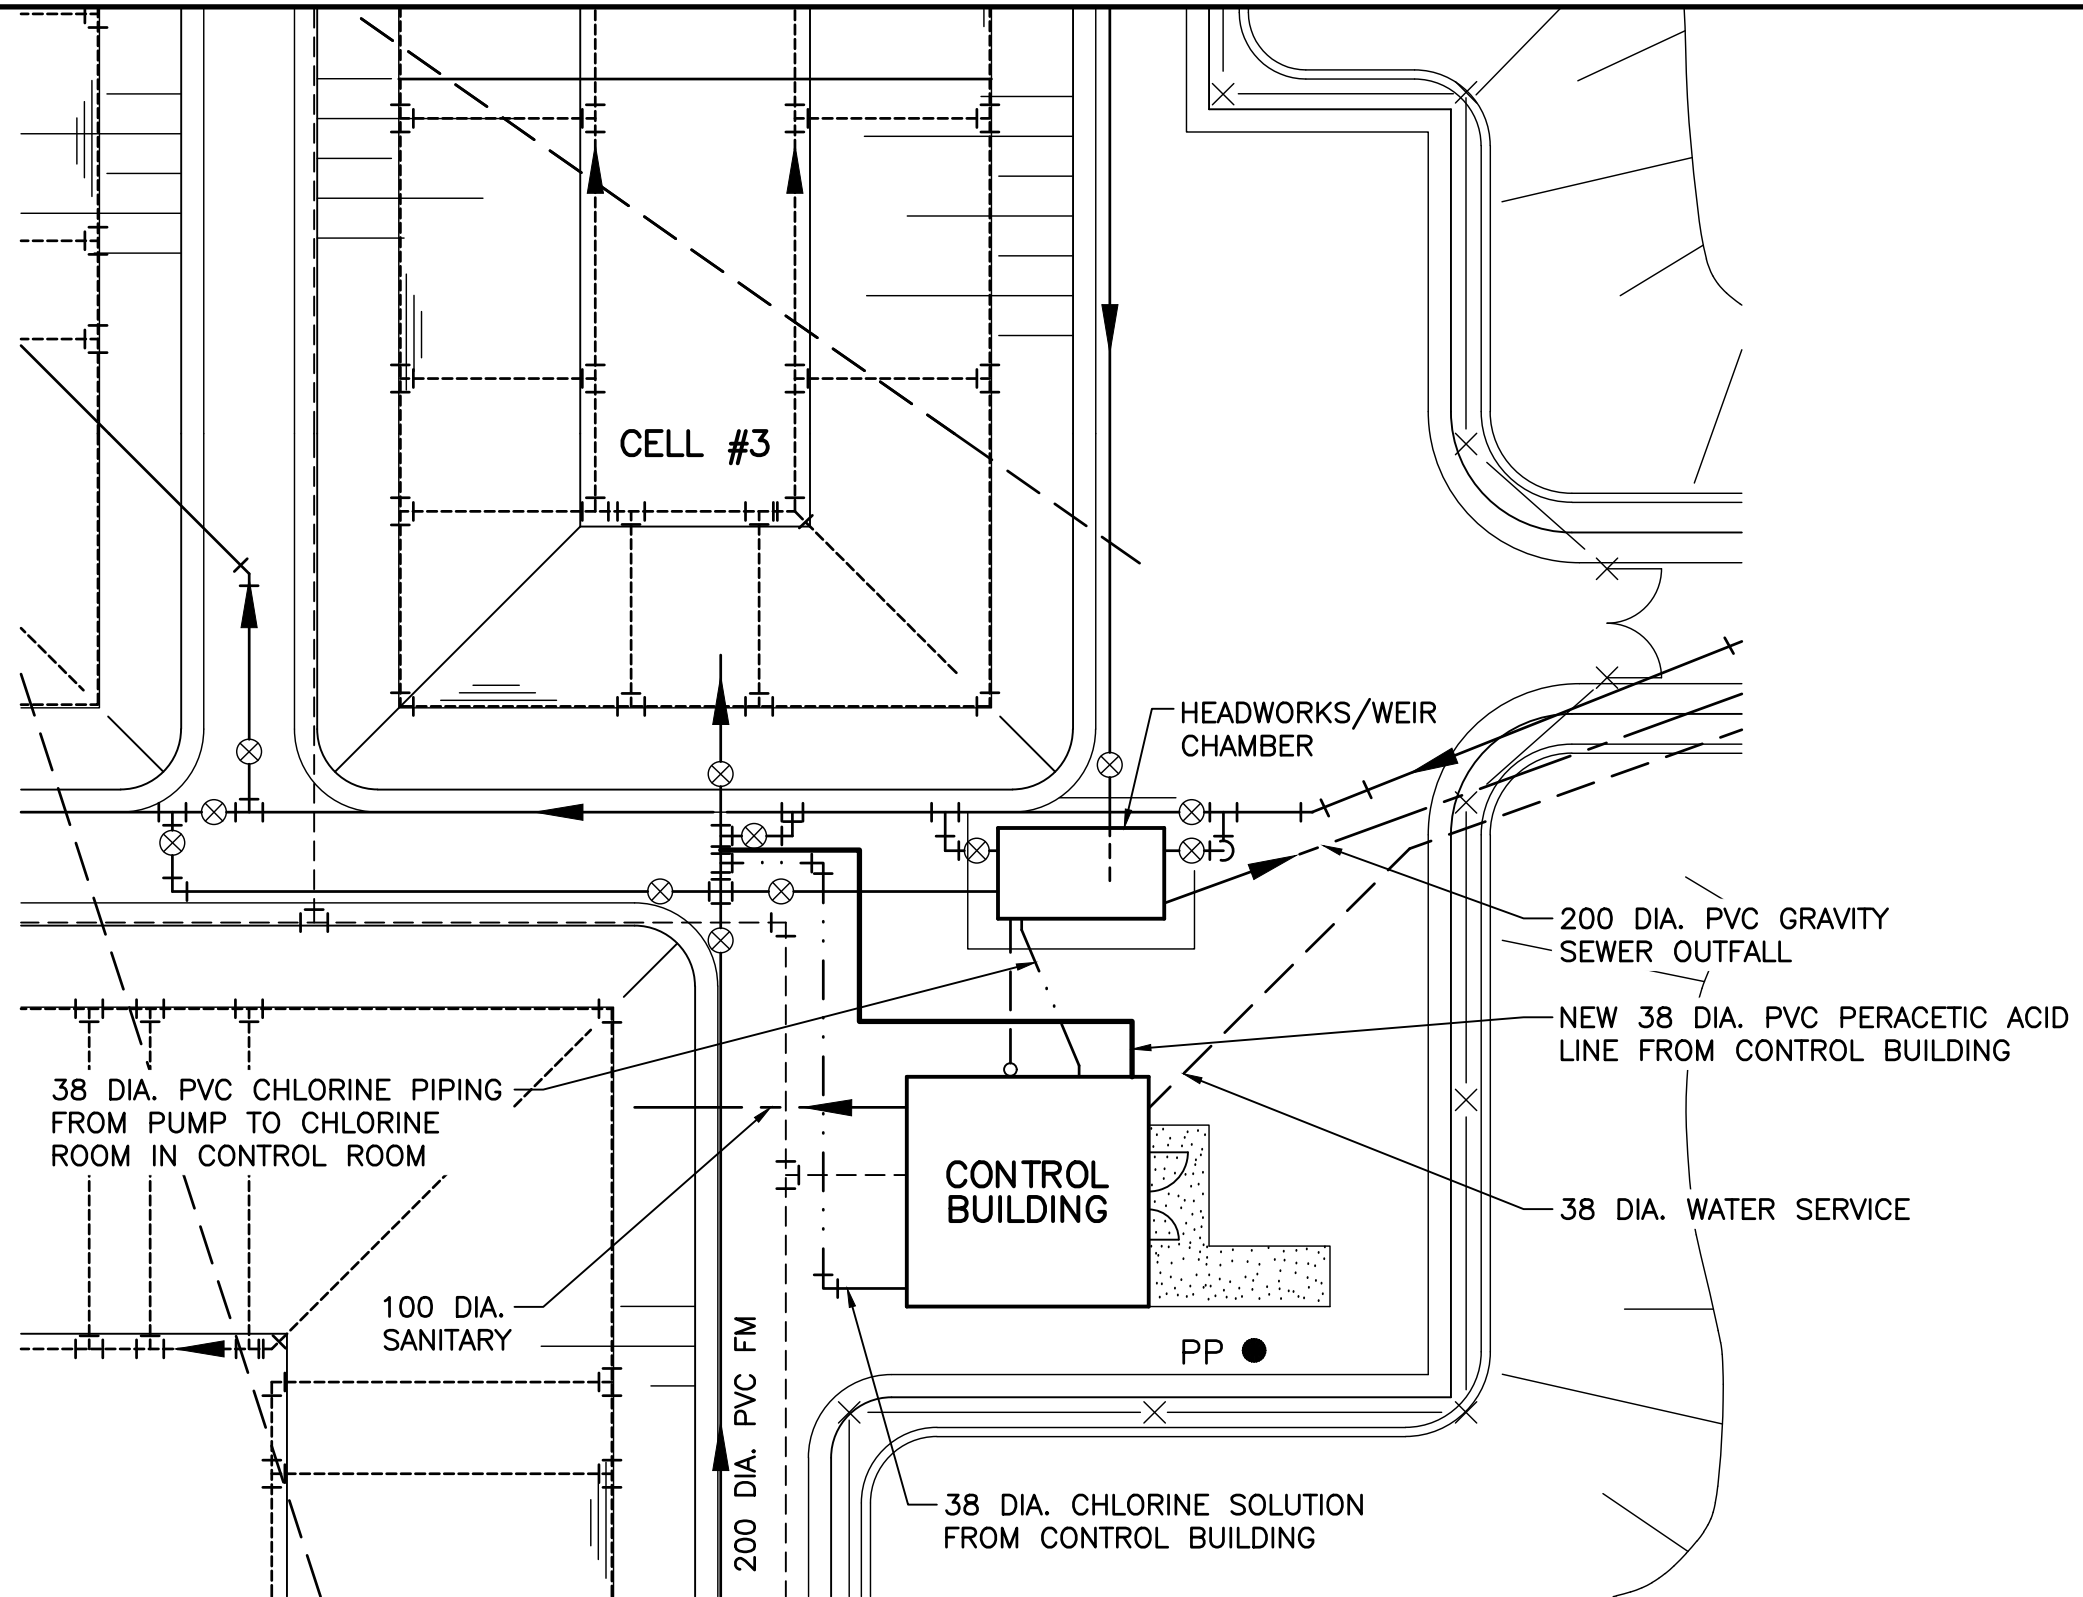 CELL #3
HEADWORKS/WEIR
CHAMBER
200 DIA. PVC GRAVITY
SEWER OUTFALL
NEW 38 DIA. PVC PERACETIC ACID
LINE FROM CONTROL BUILDING
38 DIA. PVC CHLORINE PIPING
FROM PUMP TO CHLORINE
ROOM IN CONTROL ROOM
CONTROL
BUILDING
38 DIA. WATER SERVICE
100 DIA.
SANITARY
PP
200 DIA. PVC FM
38 DIA. CHLORINE SOLUTION
FROM CONTROL BUILDING